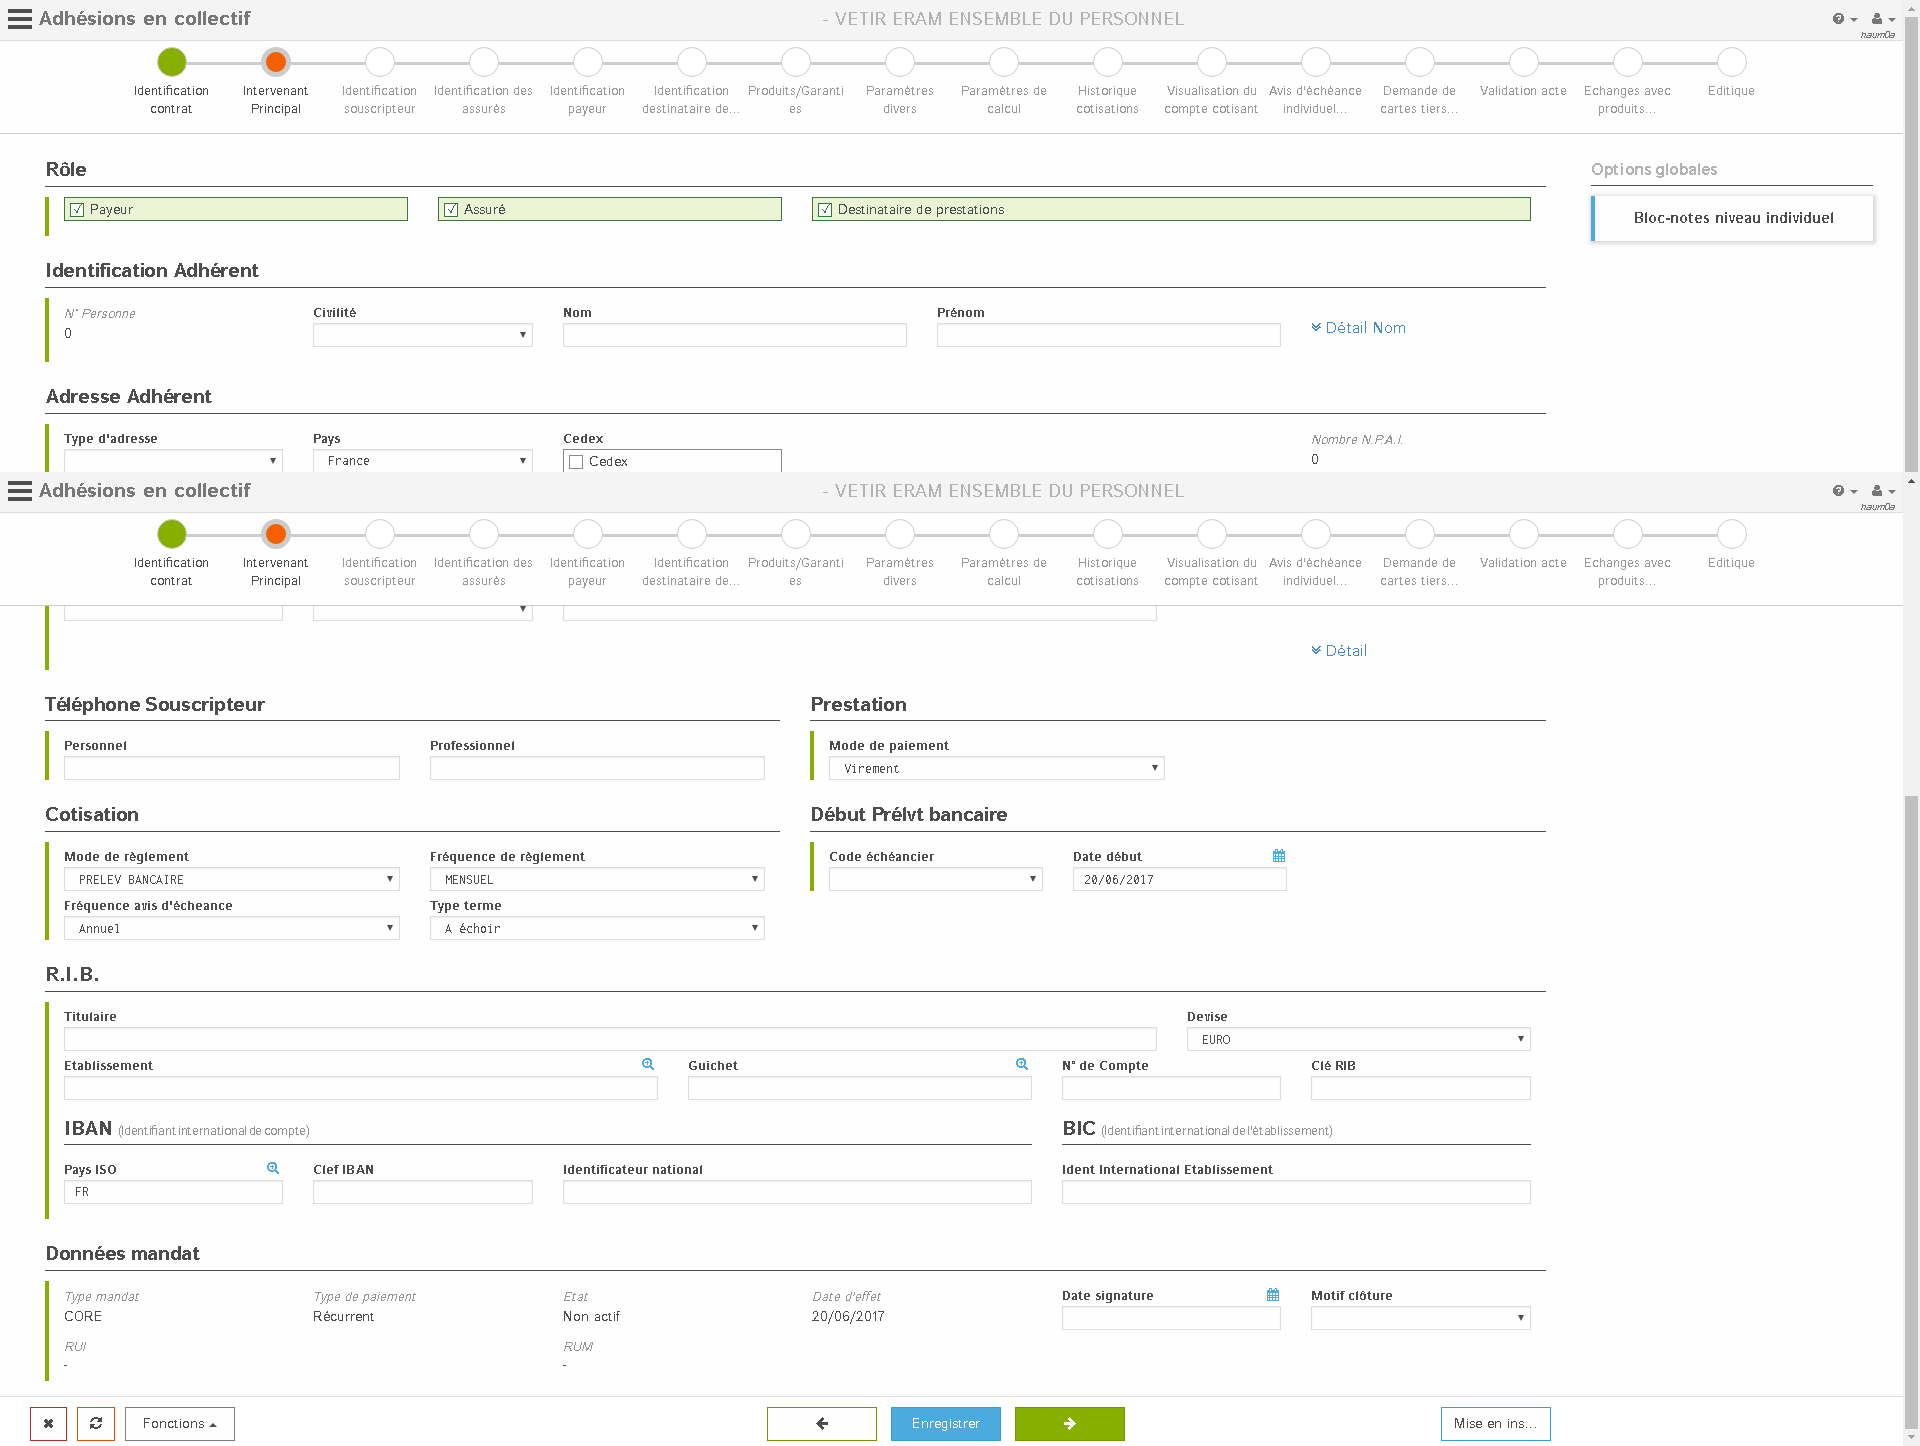 Adhésions en collectif
- VETIR ERAM ENSEMBLE DU PERSONNEL
haum0a
Identification contrat
Intervenant Principal
Identification souscripteur
Identification des assurés
Identification payeur
Identification destinataire de...
Produits/Garanti es
Paramètres divers
Paramètres de calcul
Historique cotisations
Visualisation du compte cotisant
Avis d'échéance individuel...
Demande de cartes tiers...
Validation acte
Echanges avec produits...
Editique
Rôle
Options globales
Payeur
Assuré
Destinataire de prestations
Bloc-notes niveau individuel
Identification Adhérent
N° Personne
Civilité
Nom
Prénom
0
Détail Nom
Adresse Adhérent
Type d'adresse
Pays
Cedex
Nombre N.P.A.I.
France
Cedex
0
Adhésions en collectif
- VETIR ERAM ENSEMBLE DU PERSONNEL
haum0a
Identification contrat
Intervenant Principal
Identification souscripteur
Identification des assurés
Identification payeur
Identification destinataire de...
Produits/Garanti es
Paramètres divers
Paramètres de calcul
Historique cotisations
Visualisation du compte cotisant
Avis d'échéance individuel...
Demande de cartes tiers...
Validation acte
Echanges avec produits...
Editique
Détail
Téléphone Souscripteur
Prestation
Personnel
Professionnel
Mode de paiement
Virement
Cotisation
Début Prélvt bancaire
Mode de règlement
Fréquence de règlement
Code échéancier
Date début
PRELEV BANCAIRE
MENSUEL
20/06/2017
Fréquence avis d'écheance
Type terme
Annuel
A échoir
R.I.B.
Titulaire
Devise
EURO
Etablissement
Guichet
N° de Compte
Clé RIB
IBAN (Identifiant international de compte)
BIC (Identifiant international de l'établissement)
Pays ISO
Clef IBAN
Identificateur national
Ident International Etablissement
FR
Données mandat
Type mandat
Type de paiement
Etat
Date d'effet
Date signature
Motif clôture
CORE
Récurrent
Non actif
20/06/2017
RUI
RUM
-
-
Fonctions
Enregistrer
Mise en ins...